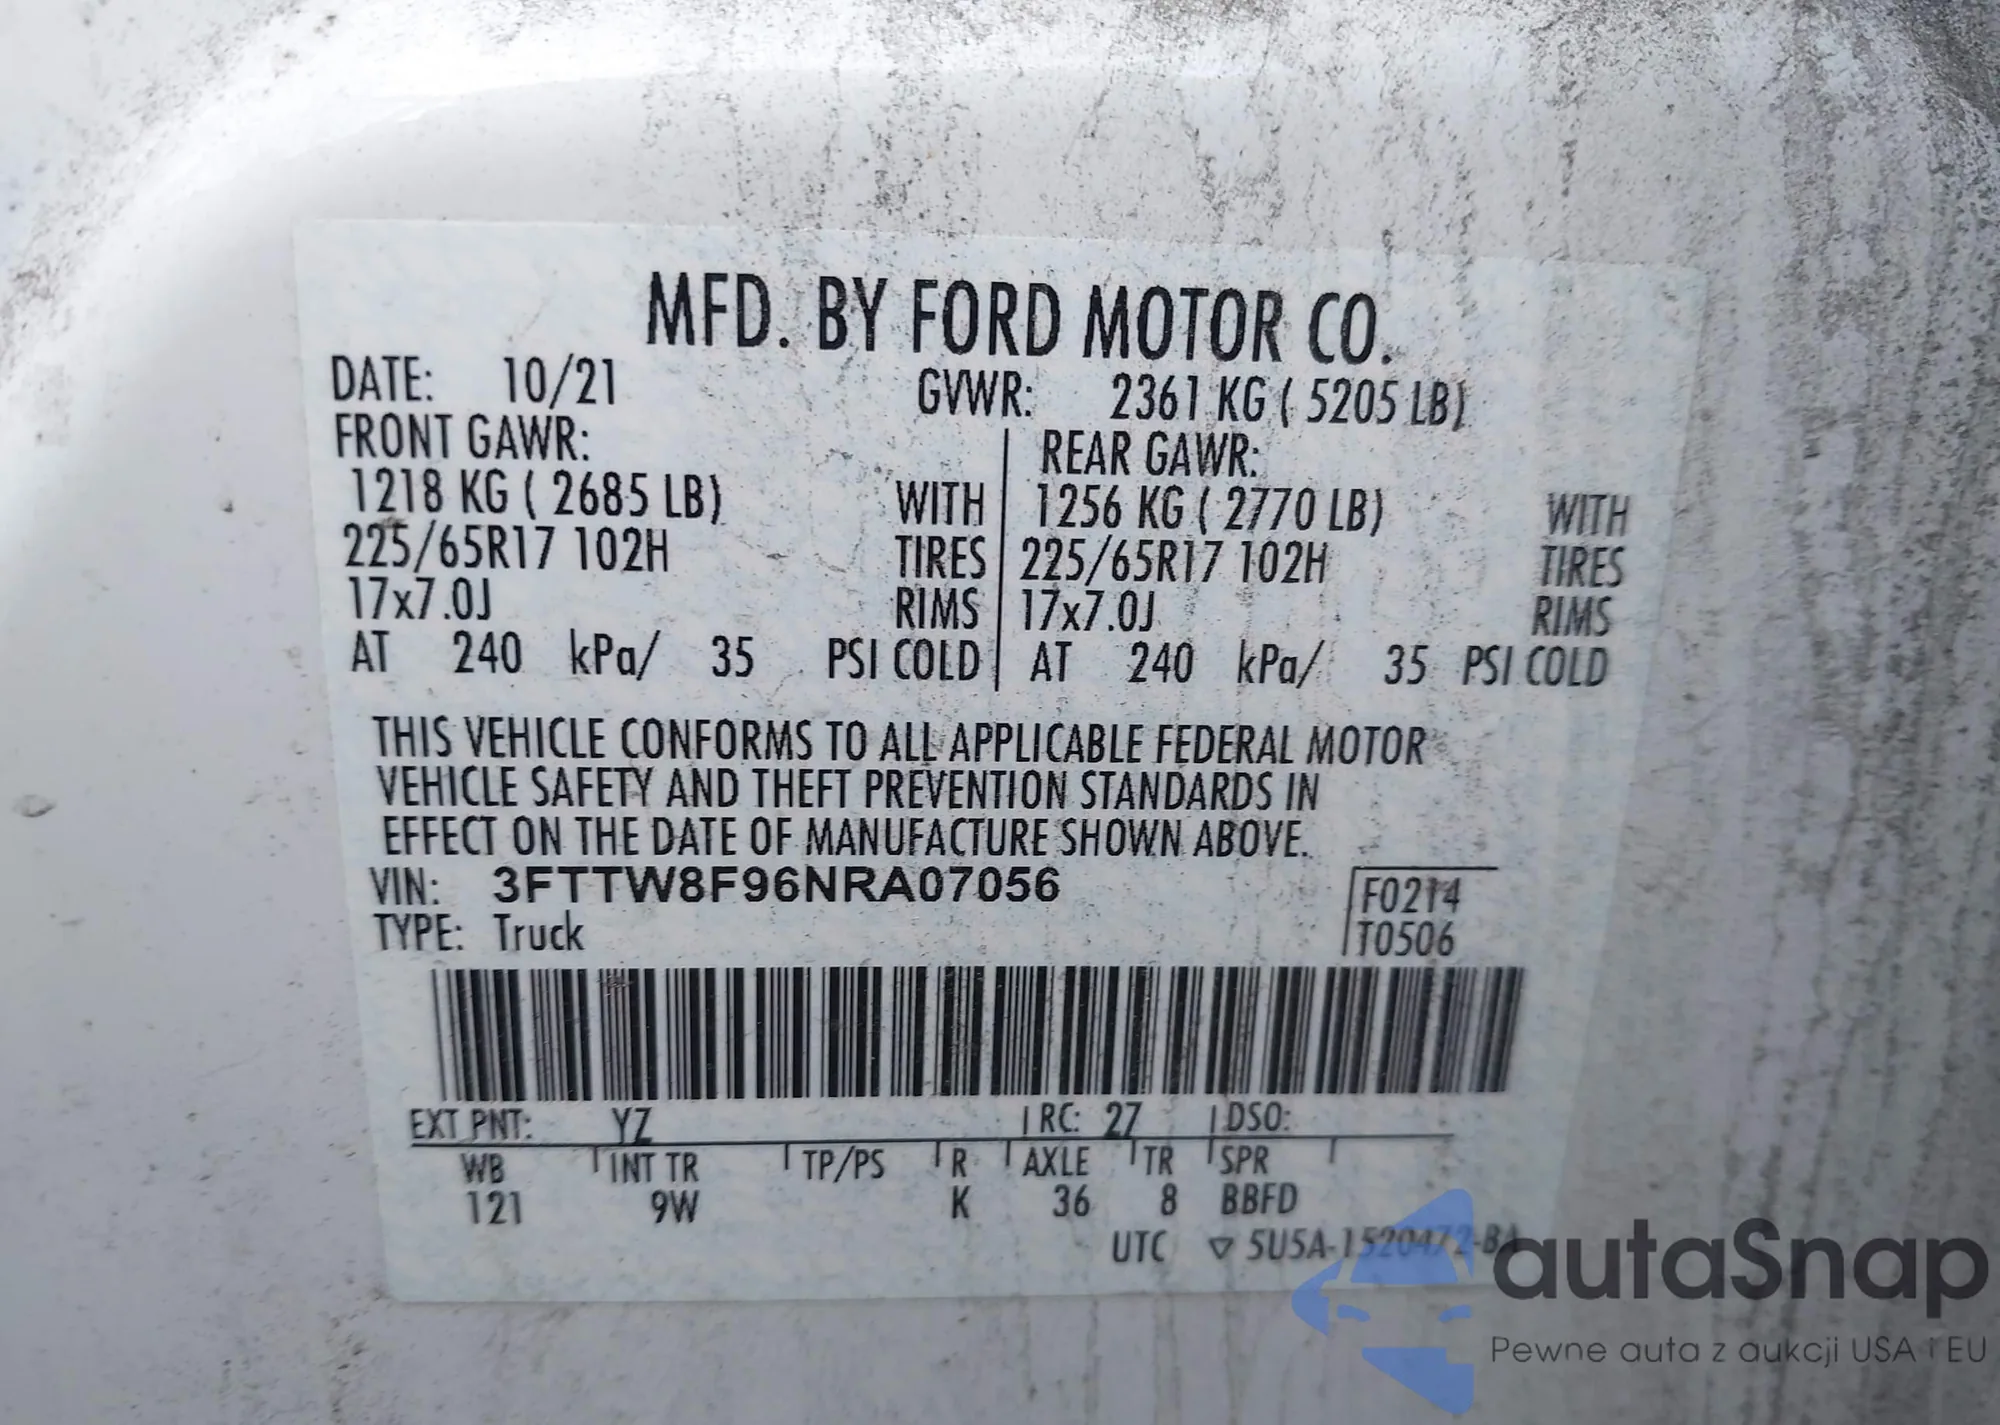 MFD. BY FORD MOTOR CO.
DATE: 10/21 GVWR: 2361 KG ( 5205 LB)
FRONT GAWR: REAR GAWR:
1218 KG ( 2685 LB) WITH 1256 KG ( 2770 LB) WITH
225/65R17 102H TIRES 225/65R17 102H TIRES
17x7.0J RIMS 17x7.0J RIMS
AT 240 kPa/ 35 PSI COLD AT 240 kPa/ 35 PSI COLD
THIS VEHICLE CONFORMS TO ALL APPLICABLE FEDERAL MOTOR
VEHICLE SAFETY AND THEFT PREVENTION STANDARDS IN
EFFECT ON THE DATE OF MANUFACTURE SHOWN ABOVE.
VIN: 3FTTW8F96NRA07056 F0214
TYPE: Truck T0506
EXT PNT: YZ RC: 27 DSO:
WB INT TR TP/PS R AXLE TR SPR
121 9W K 36 8 BBFD
UTC ▽ 5U5A-1520472-BA
autaSnap
Pewne auta z aukcji USA i EU